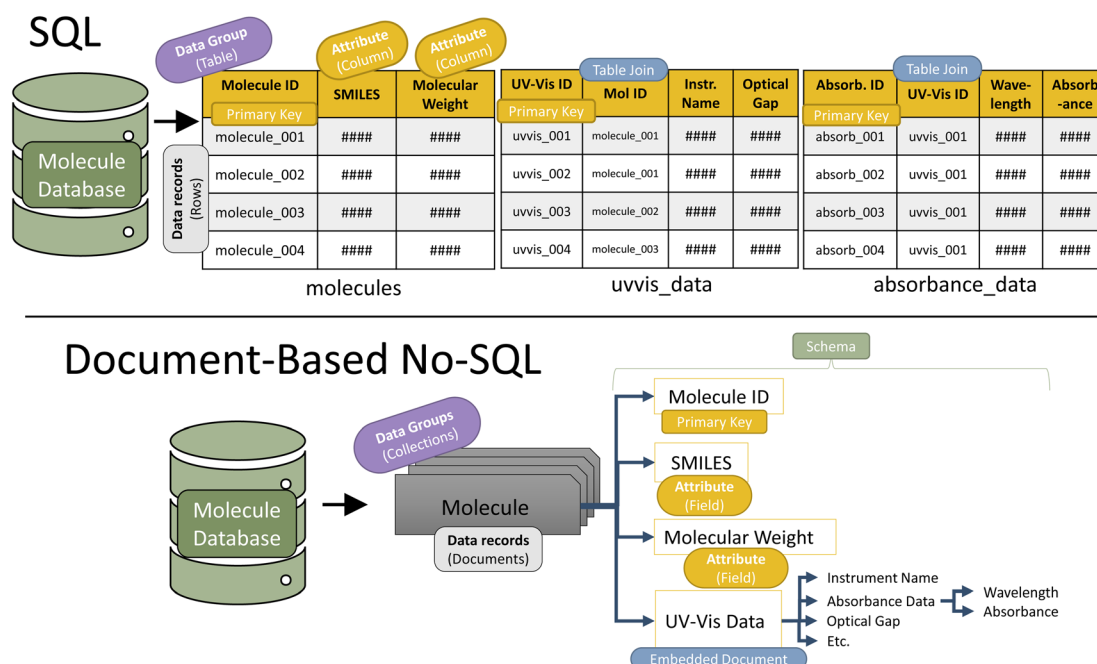 SQL
Data Group
(Table)
Attribute
(Column)
Attribute
(Column)
Molecule
Database
Data records
(Rows)
Molecule ID
Primary Key
SMILES
Molecular
Weight
molecule_001 #### ####
molecule_002 #### ####
molecule_003 #### ####
molecule_004 #### ####
molecules
UV-Vis ID
Primary Key
Table Join
Mol ID
Instr.
Name
Optical
Gap
uvvis_001 molecule_001 #### ####
uvvis_002 molecule_001 #### ####
uvvis_003 molecule_002 #### ####
uvvis_004 molecule_003 #### ####
uvvis_data
Absorb. ID
Primary Key
Table Join
UV-Vis ID
Wave-
length
Absorb
-ance
absorb_001 uvvis_001 #### ####
absorb_002 uvvis_001 #### ####
absorb_003 uvvis_001 #### ####
absorb_004 uvvis_001 #### ####
absorbance_data
Document-Based No-SQL
Schema
Molecule
Database
Data Groups
(Collections)
Molecule
Data records
(Documents)
Molecule ID
Primary Key
SMILES
Attribute
(Field)
Molecular Weight
Attribute
(Field)
UV-Vis Data
Embedded Document
Instrument Name
Absorbance Data
Optical Gap
Etc.
Wavelength
Absorbance